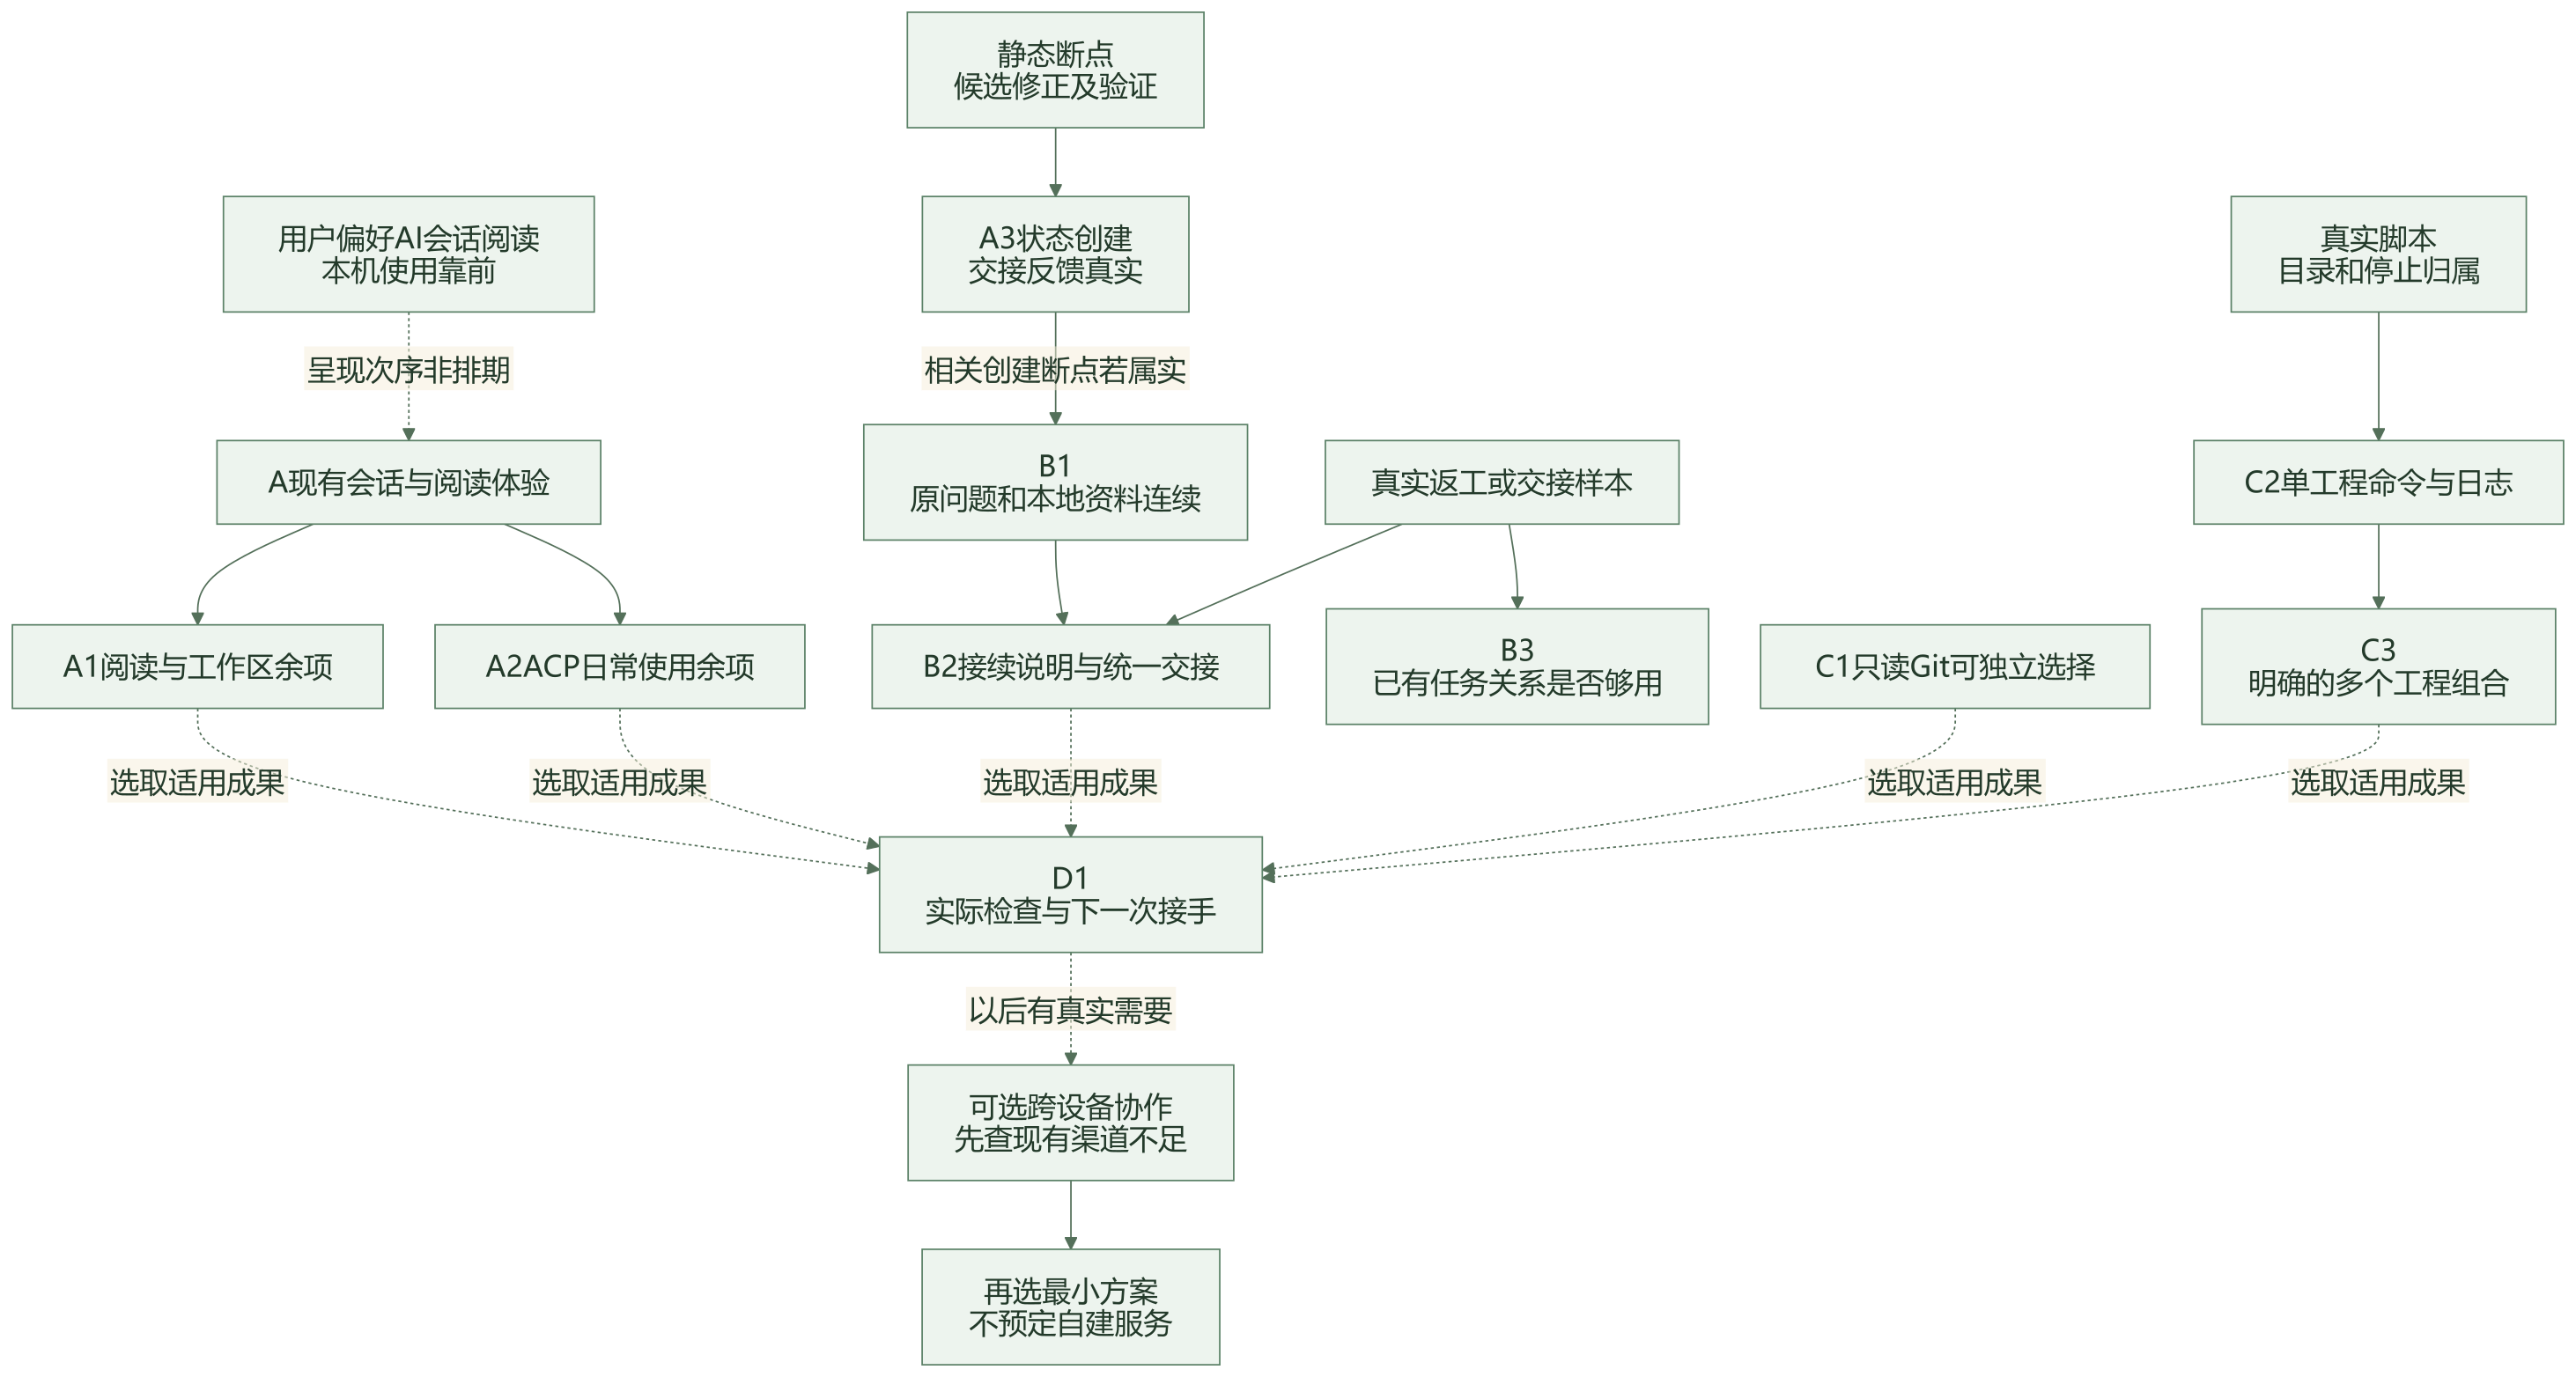 静态断点
候选修正及验证
用户偏好AI会话阅读
本机使用靠前
A3状态创建
交接反馈真实
真实脚本
目录和停止归属
呈现次序非排期
相关创建断点若属实
A现有会话与阅读体验
B1
原问题和本地资料连续
真实返工或交接样本
C2单工程命令与日志
A1阅读与工作区余项
A2ACP日常使用余项
B2接续说明与统一交接
B3
已有任务关系是否够用
C1只读Git可独立选择
C3
明确的多个工程组合
选取适用成果
选取适用成果
选取适用成果
选取适用成果
选取适用成果
D1
实际检查与下一次接手
以后有真实需要
可选跨设备协作
先查现有渠道不足
再选最小方案
不预定自建服务